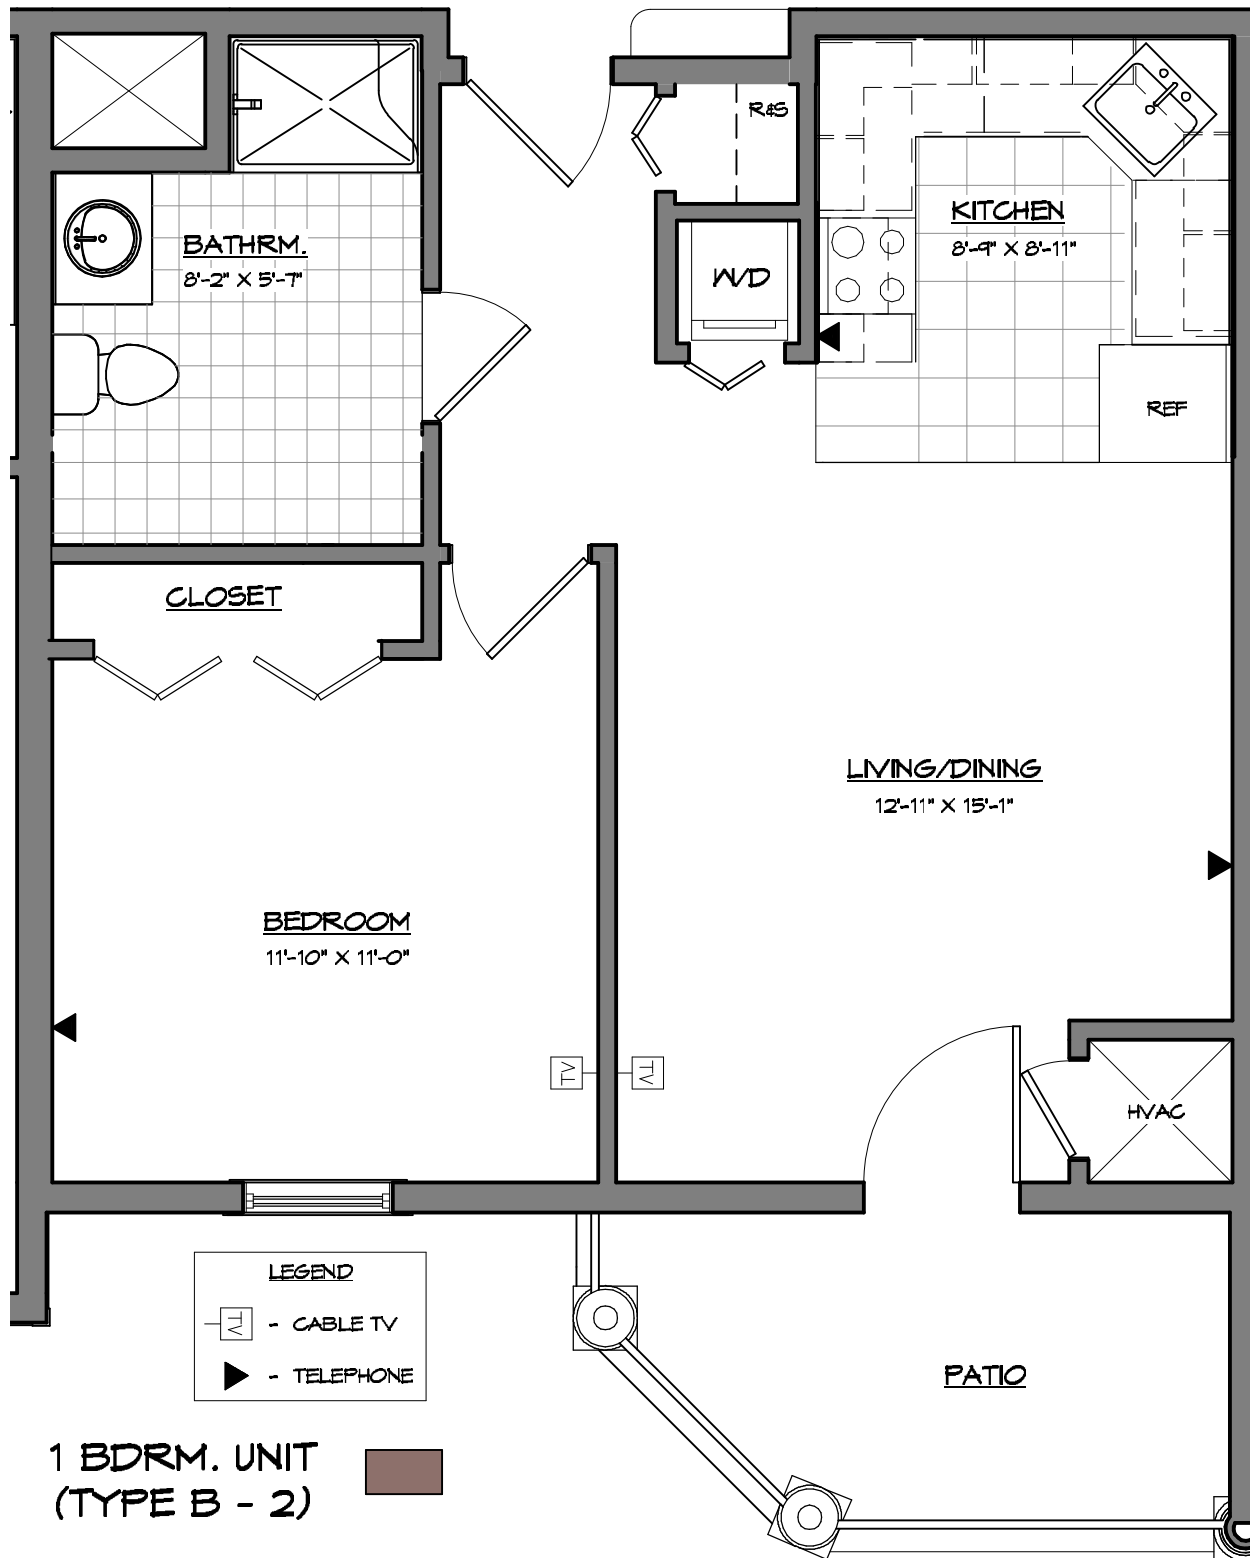 R&S
KITCHEN
8'-9" X 8'-11"
BATHRM.
8'-2" X 5'-7"
W/D
REF
CLOSET
LIVING/DINING
12'-11" X 15'-1"
BEDROOM
11'-10" X 11'-0"
TV
TV
HVAC
LEGEND
TV - CABLE TV
- TELEPHONE
PATIO
1 BDRM. UNIT
(TYPE B - 2)